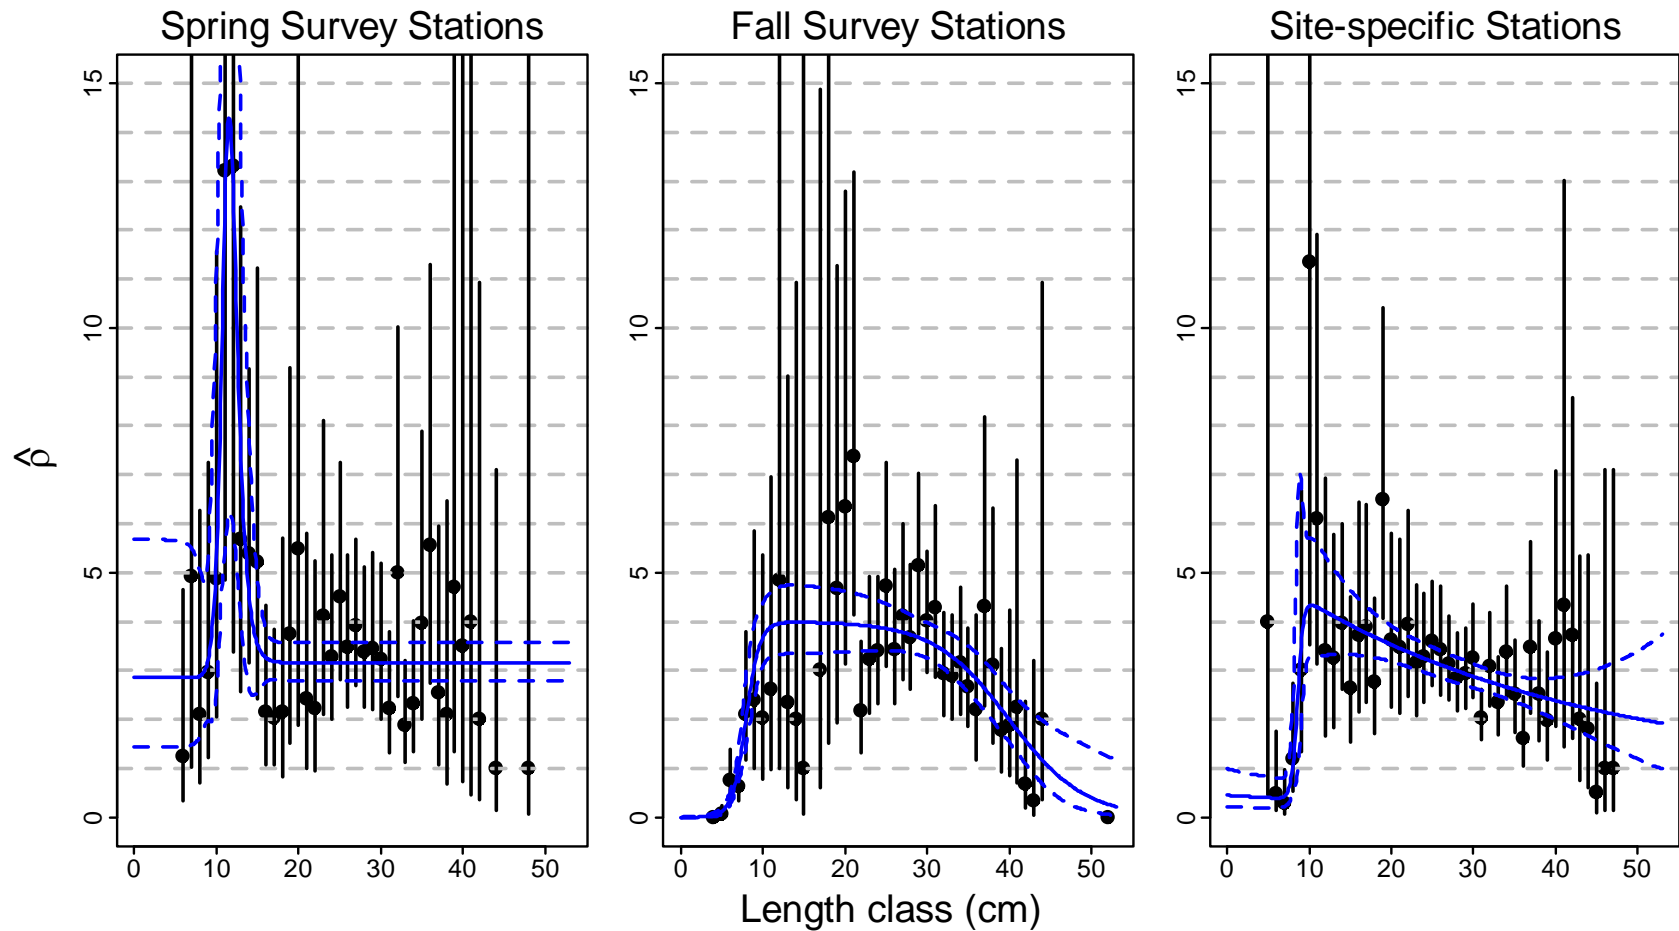 Spring Survey Stations Fall Survey Stations Site-specific Stations
15 15 15
10 10 10
ρ̂
5 5 5
0 0 0
0 10 20 30 40 50 0 10 20 30 40 50 0 10 20 30 40 50
Length class (cm)